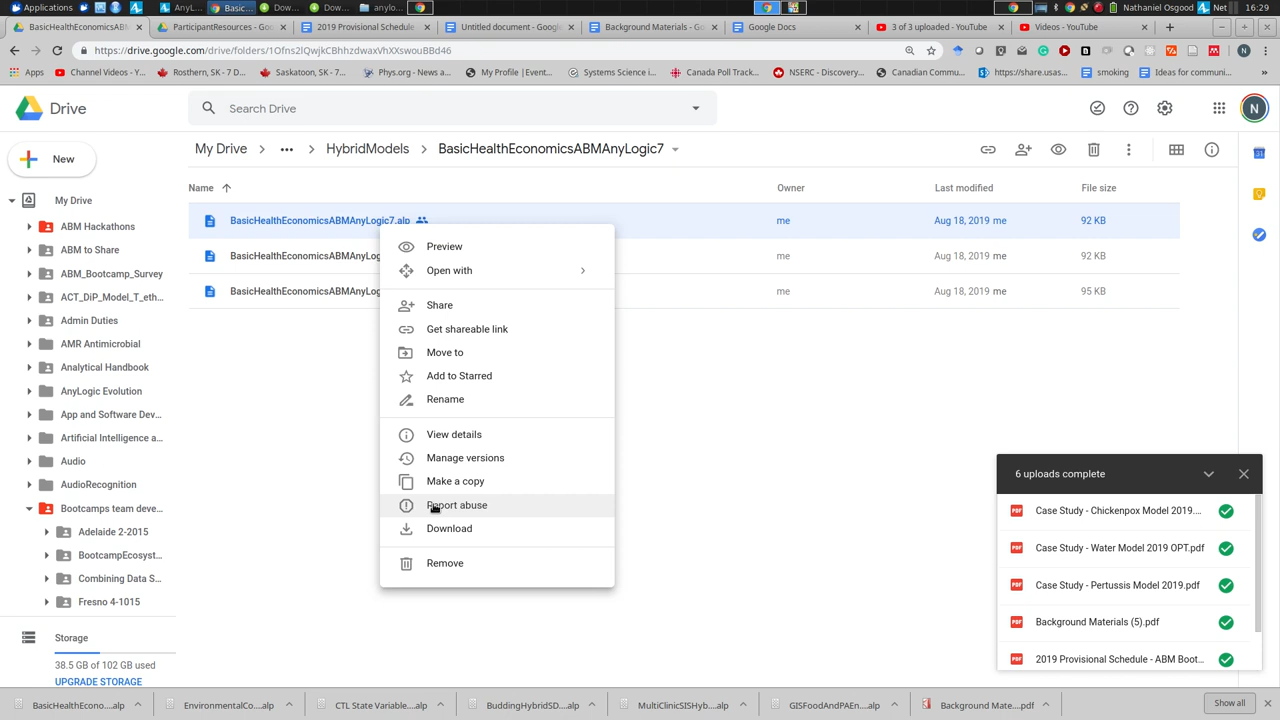 Applications
AnyL...
Basic...
Dow...
Dow...
anylo...
Nathaniel Osgood
Net
16:29
BasicHealthEconomicsAB
ParticipantResources - Goo
2019 Provisional Schedule
Untitled document - Google
Background Materials - Go
Google Docs
3 of 3 uploaded - YouTube
Videos - YouTube
https://drive.google.com/drive/folders/1Ofns2lQwjkCBhhzdwaxVhXXswouBBd46
Apps
Channel Videos - Y...
Rosthern, SK - 7 D...
Saskatoon, SK - 7...
Phys.org - News a...
My Profile | Event...
Systems Science i...
Canada Poll Track...
NSERC - Discovery...
Canadian Commu...
https://share.usas...
smoking
Ideas for communi...
»
Drive
Search Drive
N
New
My Drive
HybridModels
BasicHealthEconomicsABMAnyLogic7
Name
Owner
Last modified
File size
BasicHealthEconomicsABMAnyLogic7.alp
me
Aug 18, 2019 me
92 KB
BasicHealthEconomicsABMAnyLog
me
Aug 18, 2019 me
92 KB
BasicHealthEconomicsABMAnyLog
me
Aug 18, 2019 me
95 KB
My Drive
ABM Hackathons
ABM to Share
ABM_Bootcamp_Survey
ACT_DiP_Model_T_eth...
Admin Duties
AMR Antimicrobial
Analytical Handbook
AnyLogic Evolution
App and Software Dev...
Artificial Intelligence a...
Audio
AudioRecognition
Bootcamps team deve...
Adelaide 2-2015
BootcampEcosyst...
Combining Data S...
Fresno 4-1015
Storage
38.5 GB of 102 GB used
UPGRADE STORAGE
Preview
Open with
Share
Get shareable link
Move to
Add to Starred
Rename
View details
Manage versions
Make a copy
Report abuse
Download
Remove
6 uploads complete
Case Study - Chickenpox Model 2019....
Case Study - Water Model 2019 OPT.pdf
Case Study - Pertussis Model 2019.pdf
Background Materials (5).pdf
2019 Provisional Schedule - ABM Boot...
BasicHealthEcono....alp
EnvironmentalCo....alp
CTL State Variable....alp
BuddingHybridSD....alp
MultiClinicSISHyb....alp
GISFoodAndPAEn....alp
Background Mate....pdf
Show all